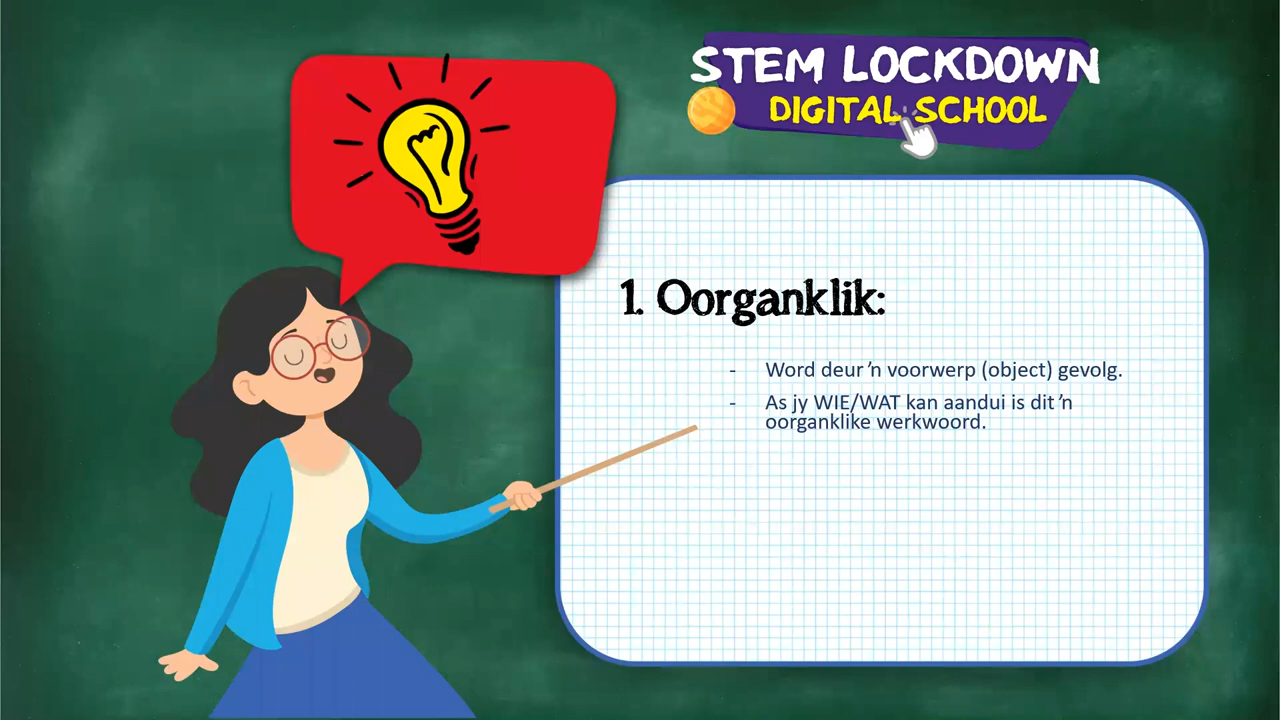 STEM LOCKDOWN
DIGITAL SCHOOL
1. Oorganklik:
- Word deur 'n voorwerp (object) gevolg.
- As jy WIE/WAT kan aandui is dit 'n
oorganklike werkwoord.